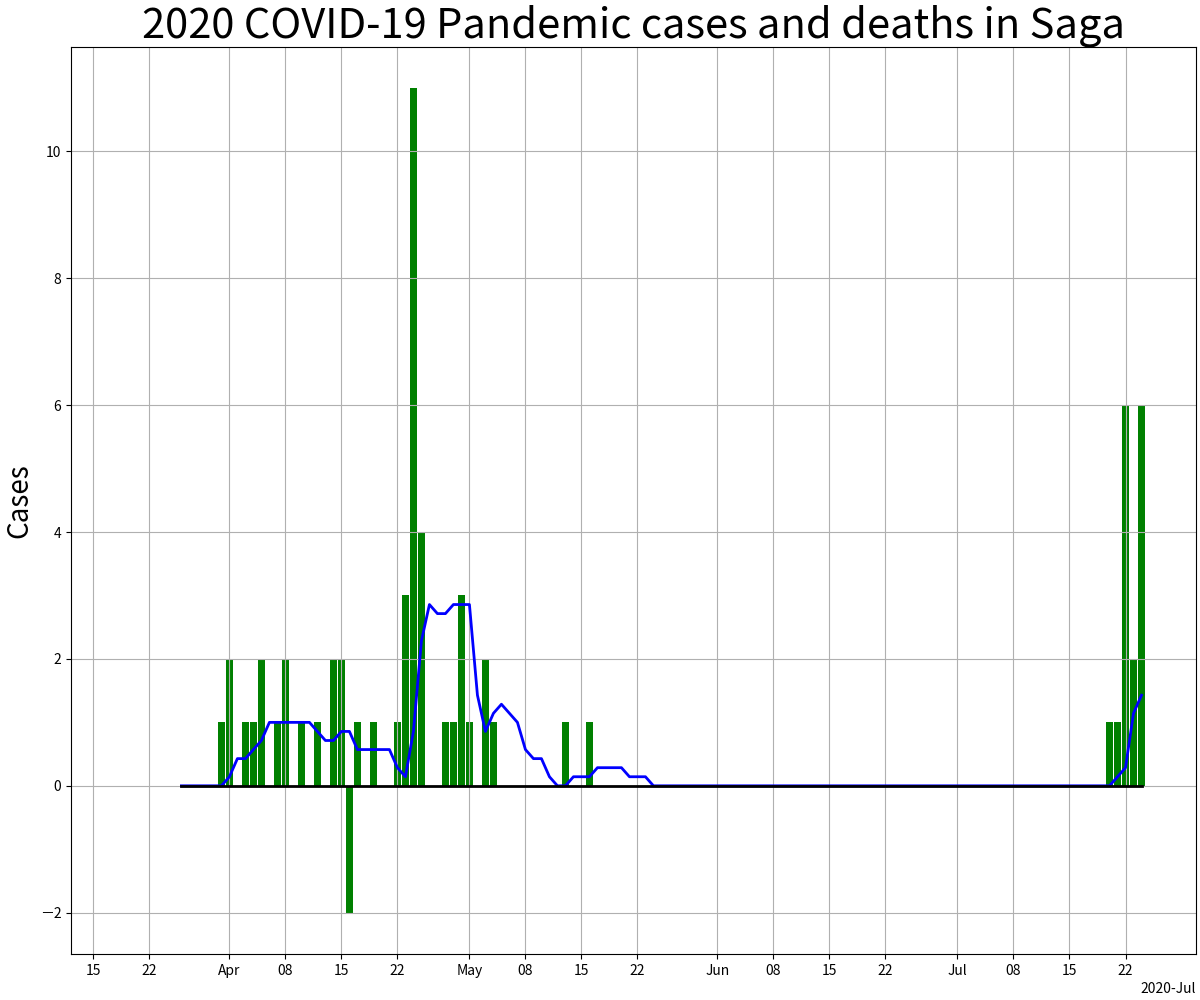 2020 COVID-19 Pandemic cases and deaths in Saga
Cases
10
8
6
4
2
0
−2
15 22 Apr 08 15 22 May 08 15 22 Jun 08 15 22 Jul 08 15 22
2020-Jul